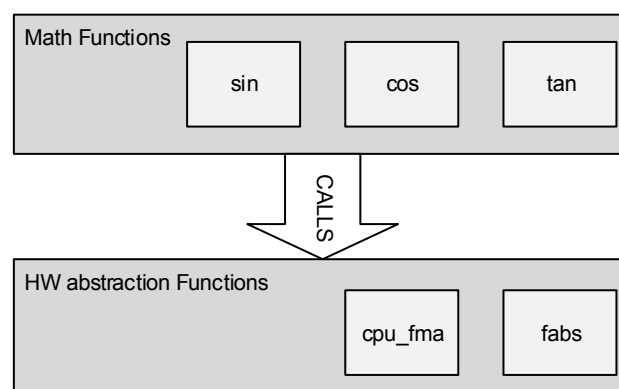 Math Functions
sin
cos
tan
CALLS
HW abstraction Functions
cpu_fma
fabs